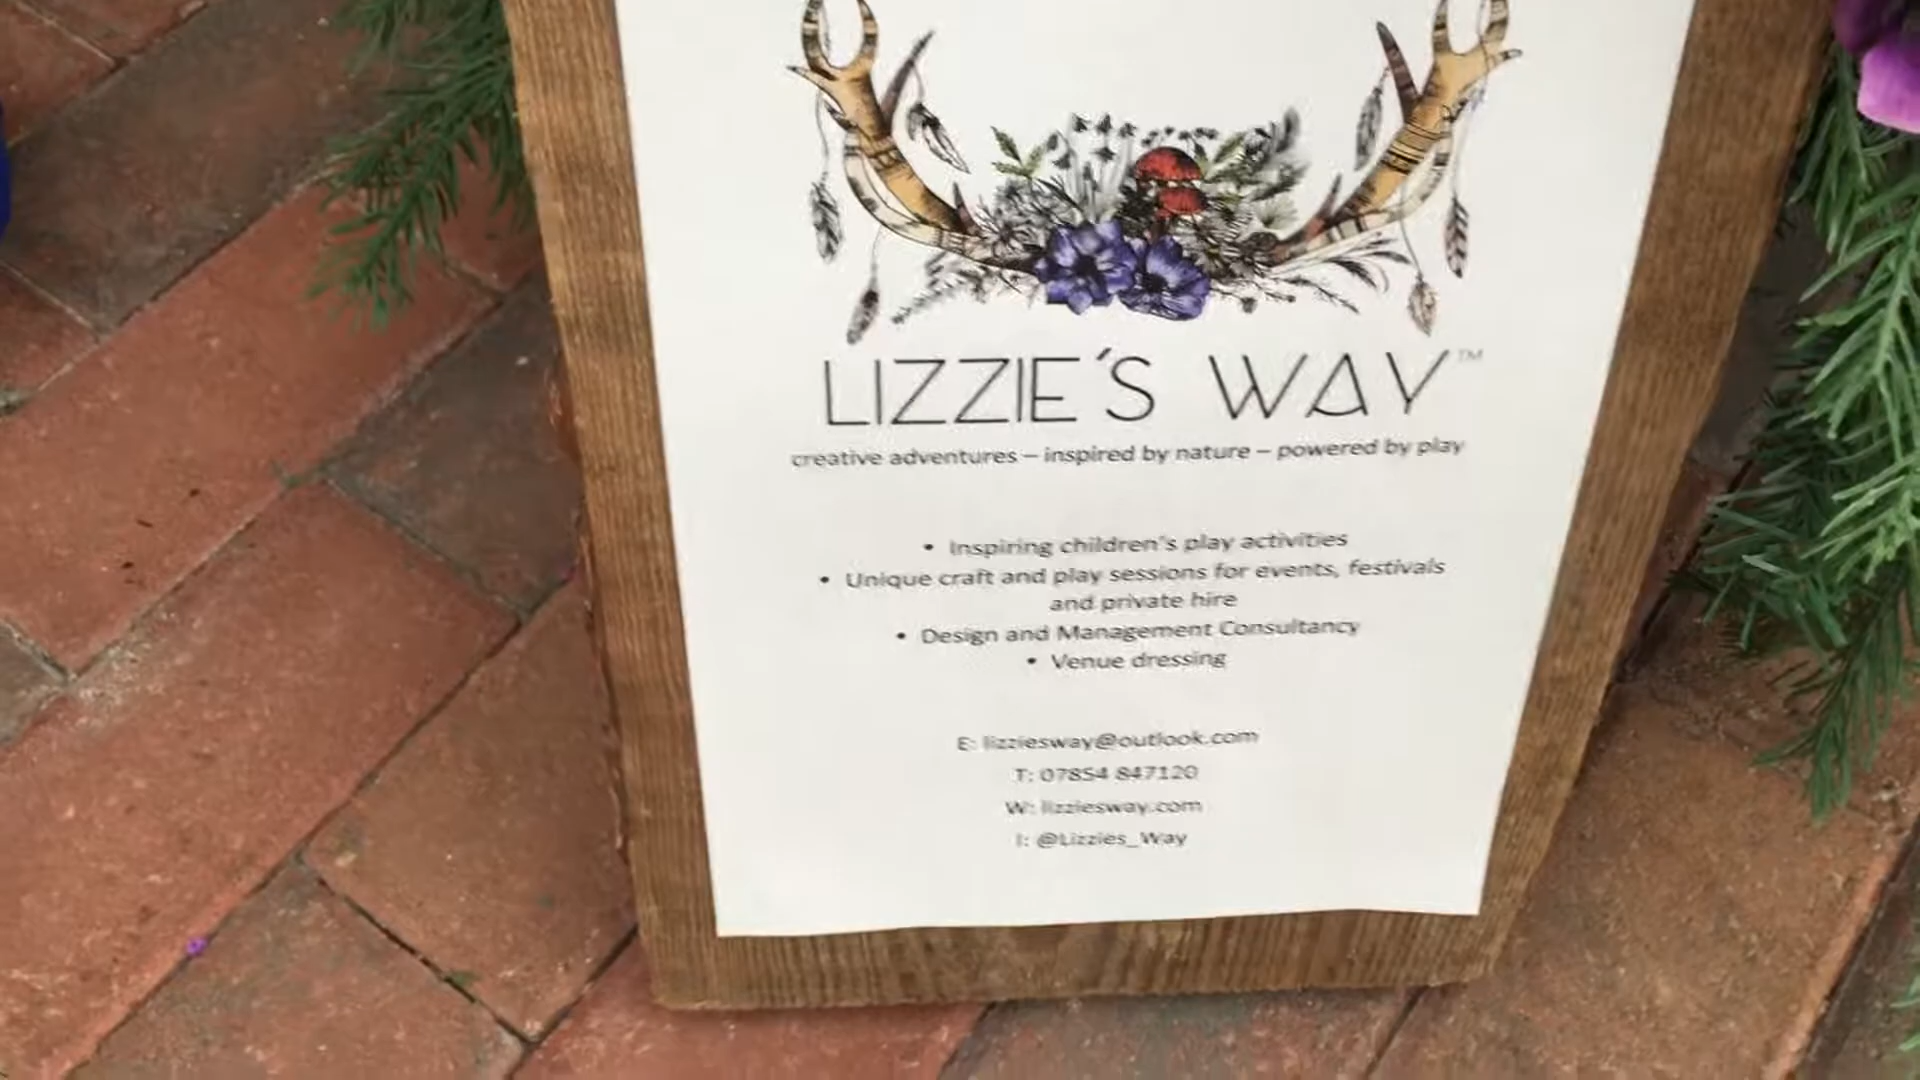 LIZZIE'S WAY™
creative adventures – inspired by nature – powered by play
• Inspiring children's play activities
• Unique craft and play sessions for events, festivals
and private hire
• Design and Management Consultancy
• Venue dressing
E: lizziesway@outlook.com
T: 07854 847120
W: lizziesway.com
I: @Lizzies_Way